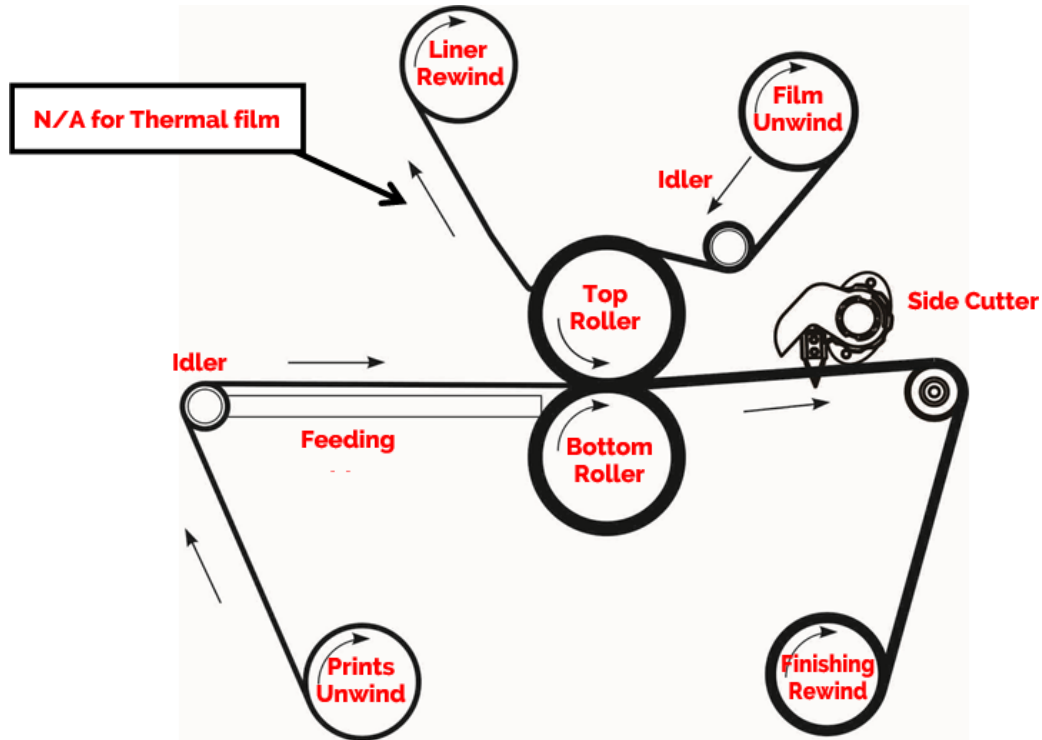 Liner
Rewind
N/A for Thermal film
Film
Unwind
Idler
Top
Roller
Side Cutter
Idler
Feeding
Bottom
Roller
Prints
Unwind
Finishing
Rewind